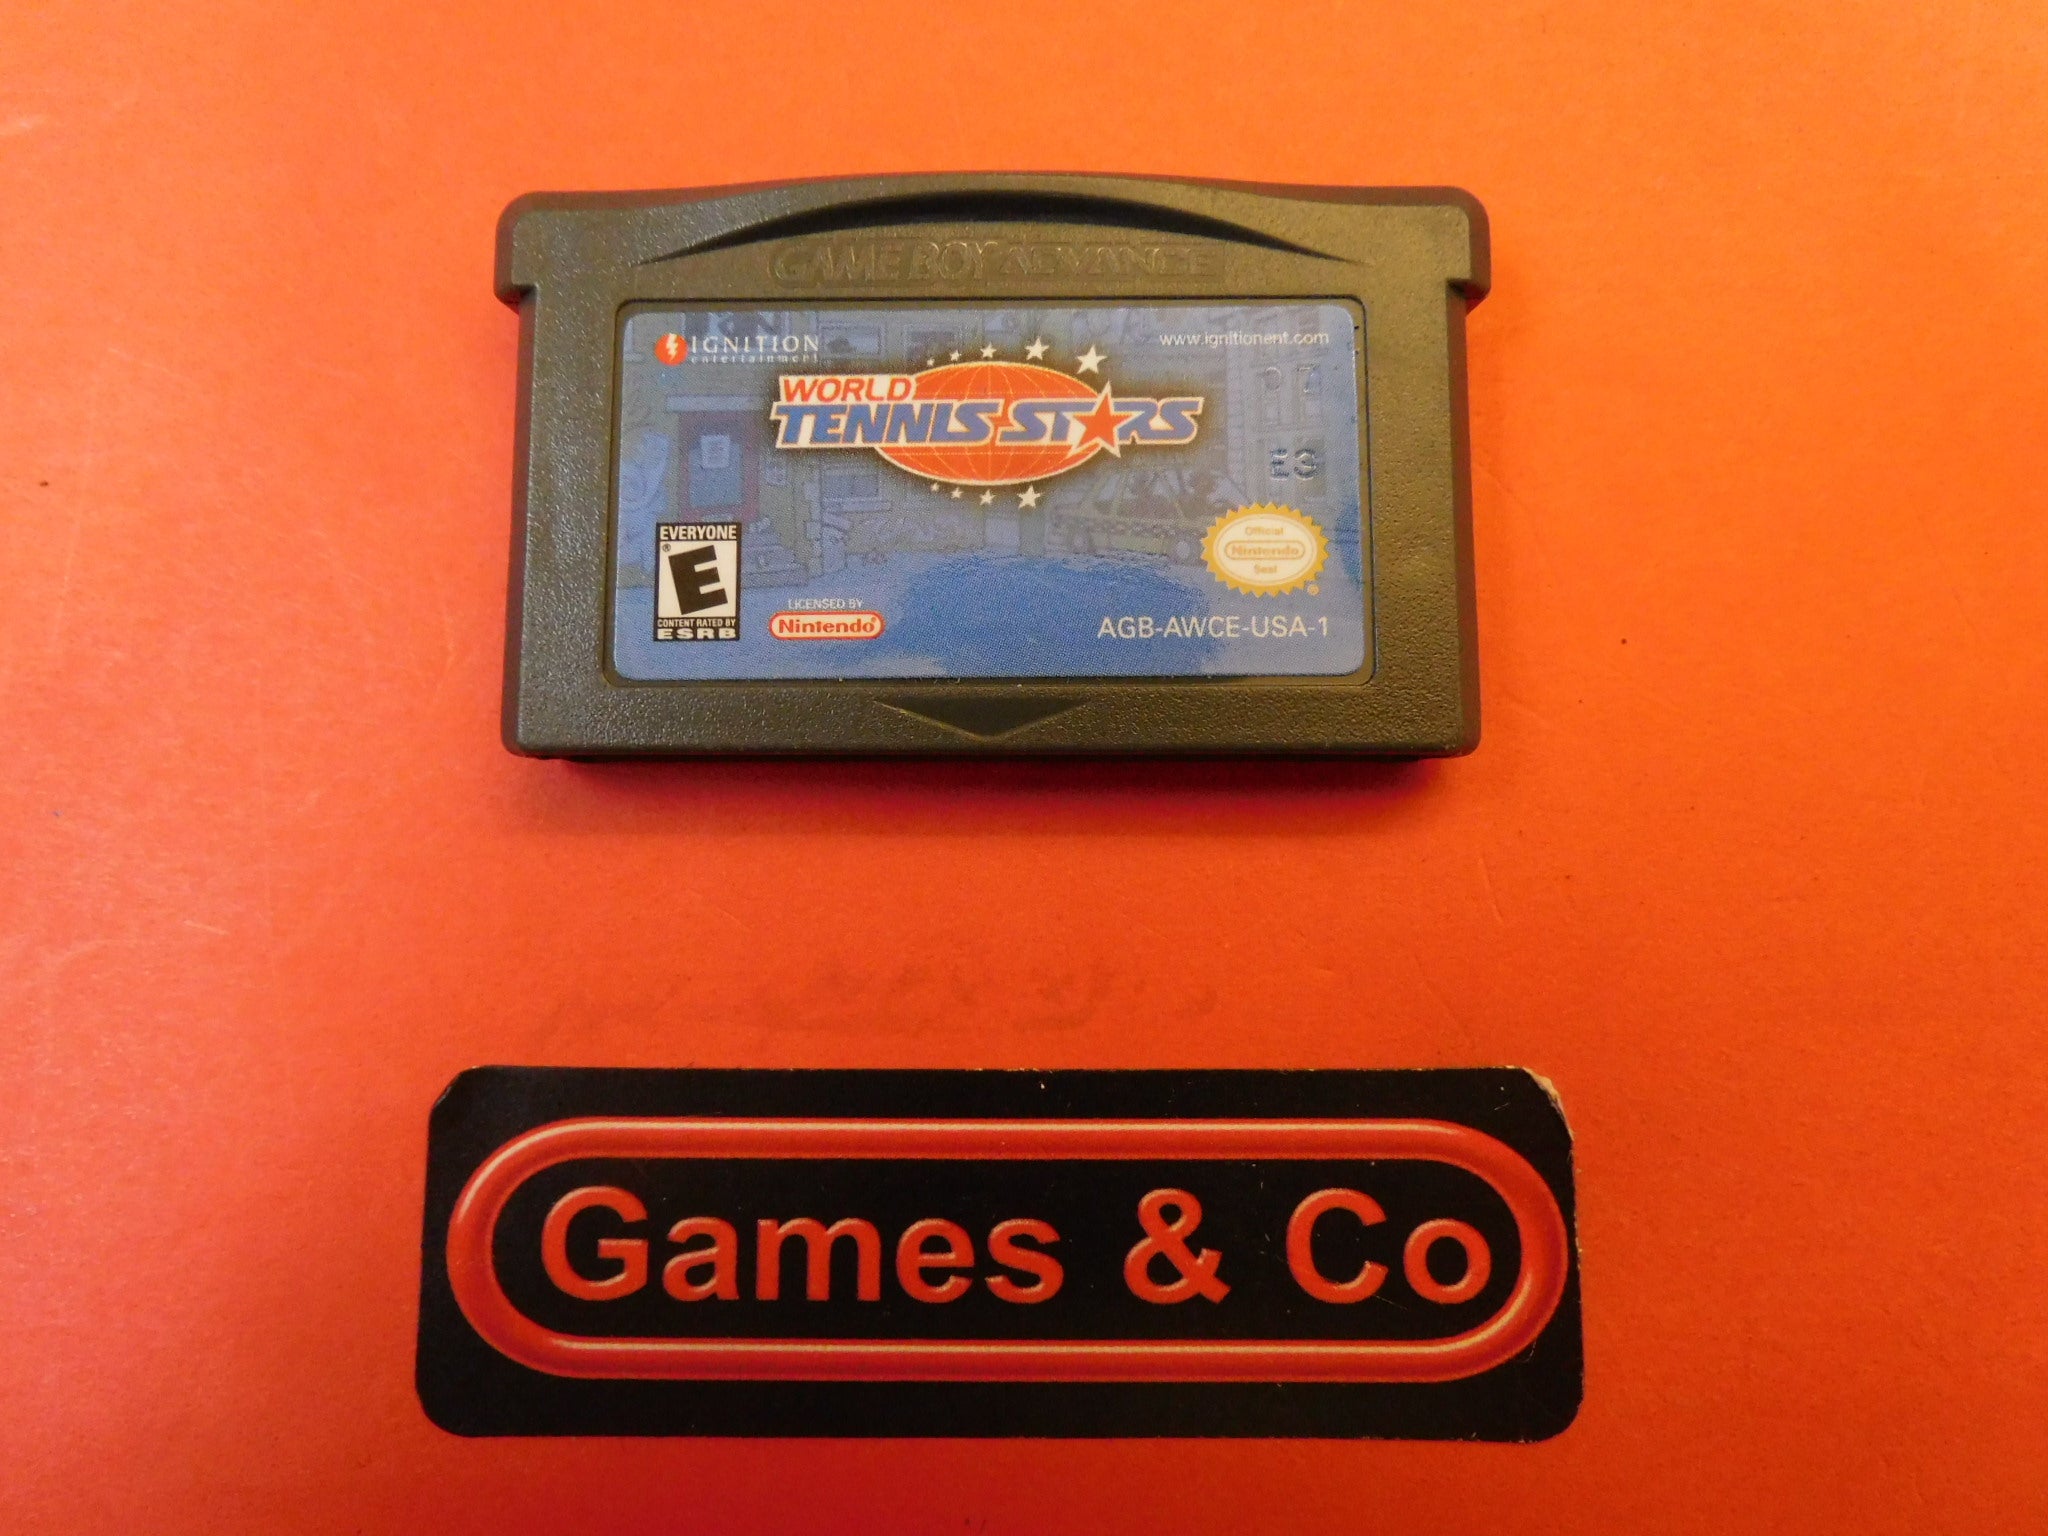 GAME BOY ADVANCE
IGNITION
entertainment
www.ignitionent.com
WORLD
TENNIS STARS
E3
EVERYONE
E
CONTENT RATED BY
ESRB
LICENSED BY
Nintendo®
Official
Nintendo
Seal
AGB-AWCE-USA-1
Games & Co